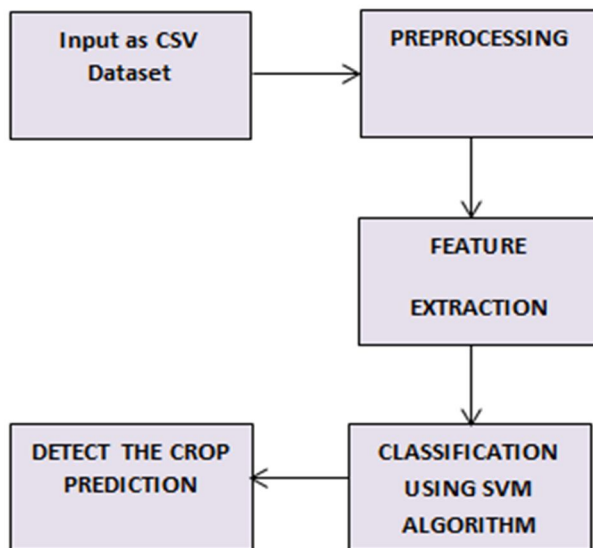 Input as CSV
Dataset
PREPROCESSING
FEATURE
EXTRACTION
CLASSIFICATION
USING SVM
ALGORITHM
DETECT THE CROP
PREDICTION